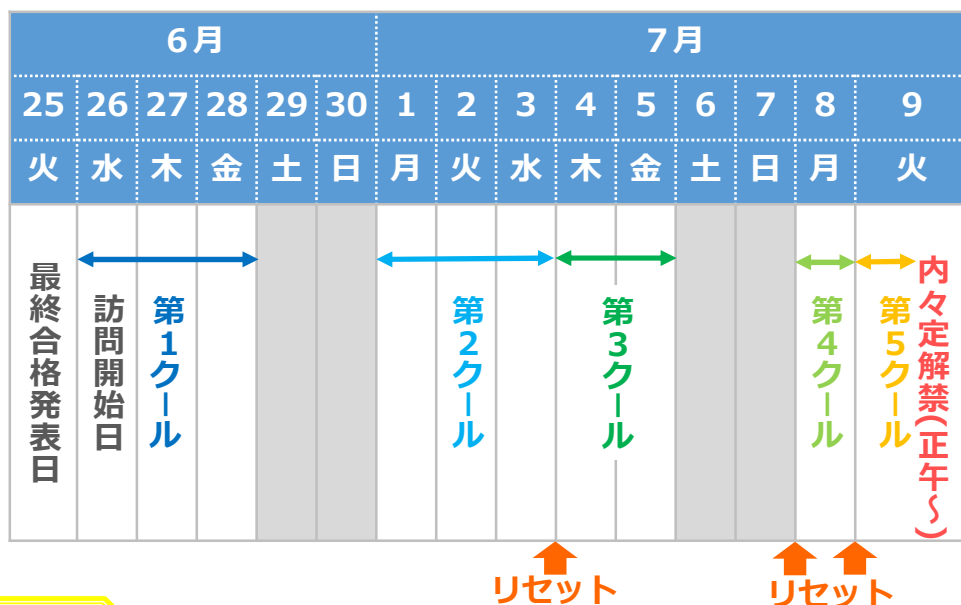 6月 7月
25 26 27 28 29 30 1 2 3 4 5 6 7 8 9
火 水 木 金 土 日 月 火 水 木 金 土 日 月 火
最終合格発表日
訪問開始日
第1クール
第2クール
第3クール
第4クール
第5クール
内々定解禁(正午~)
リセット リセット